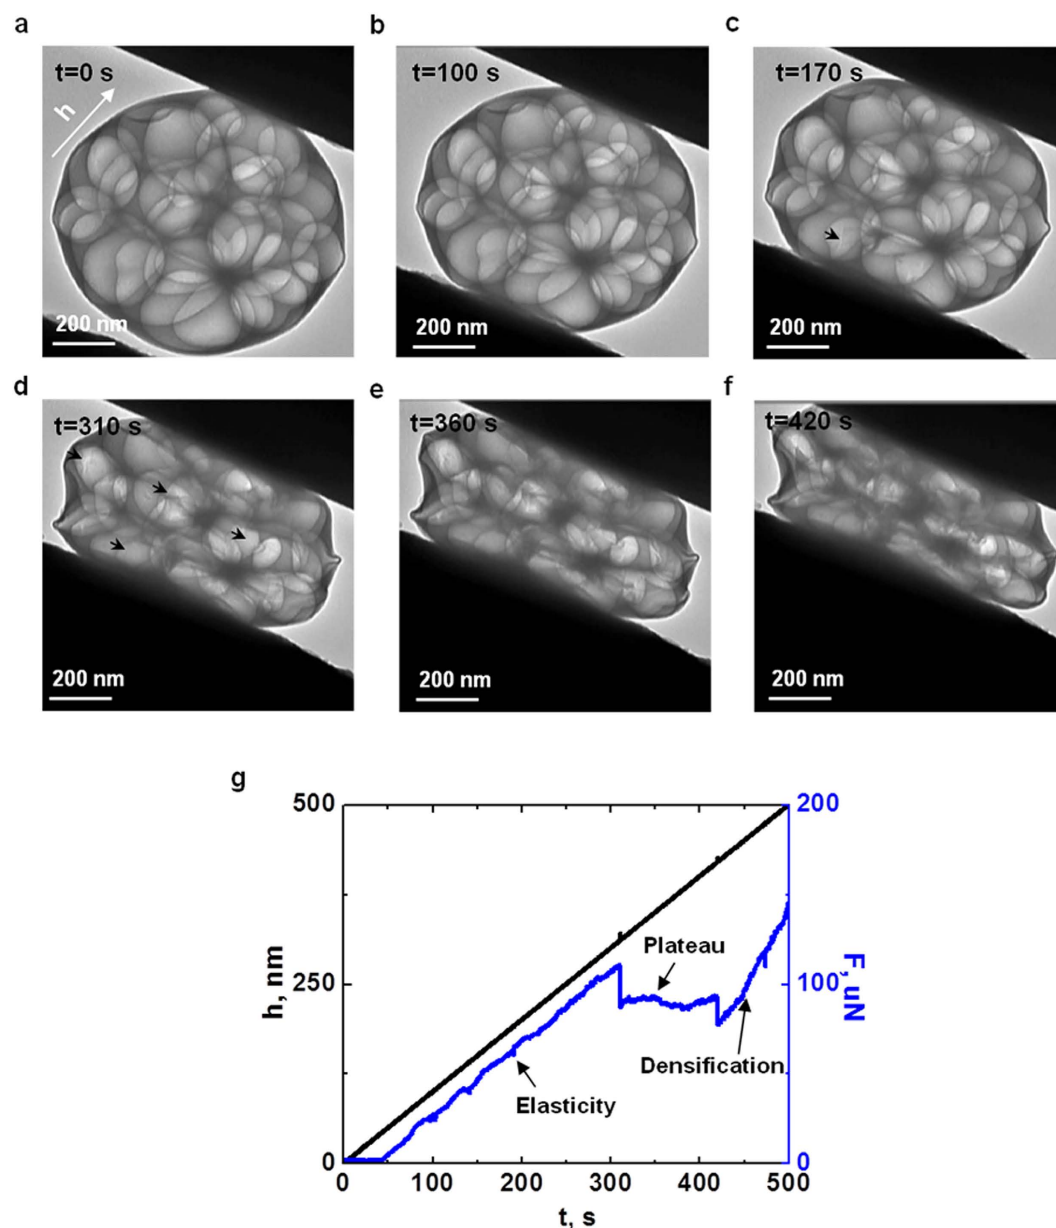 a
b
c
t=0 s
t=100 s
t=170 s
h
200 nm
200 nm
200 nm
d
e
f
t=310 s
t=360 s
t=420 s
200 nm
200 nm
200 nm
g
500
200
Plateau
h, nm
250
100
F, uN
Densification
Elasticity
0
0
0 100 200 300 400 500
t, s